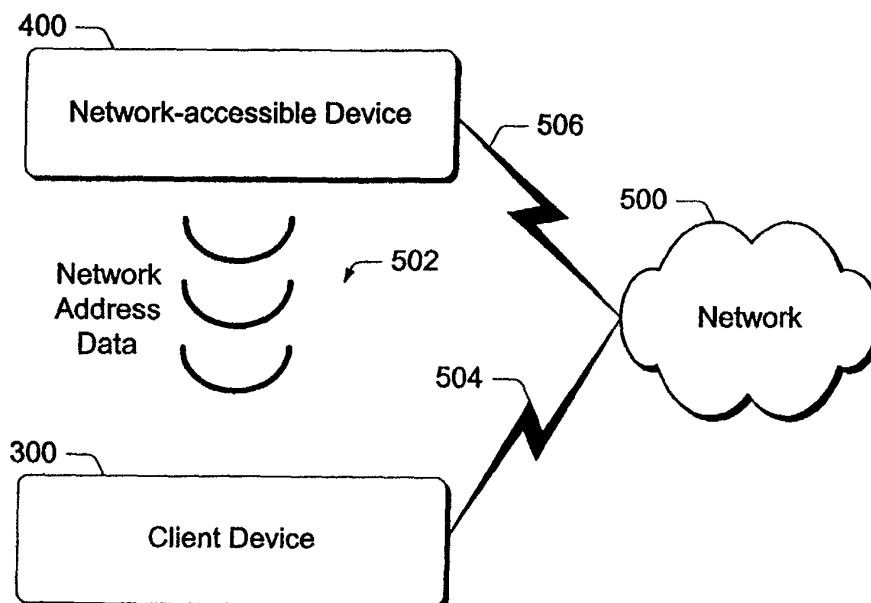 400
Network-accessible Device
506
500
Network
Address
Data
502
Network
504
300
Client Device